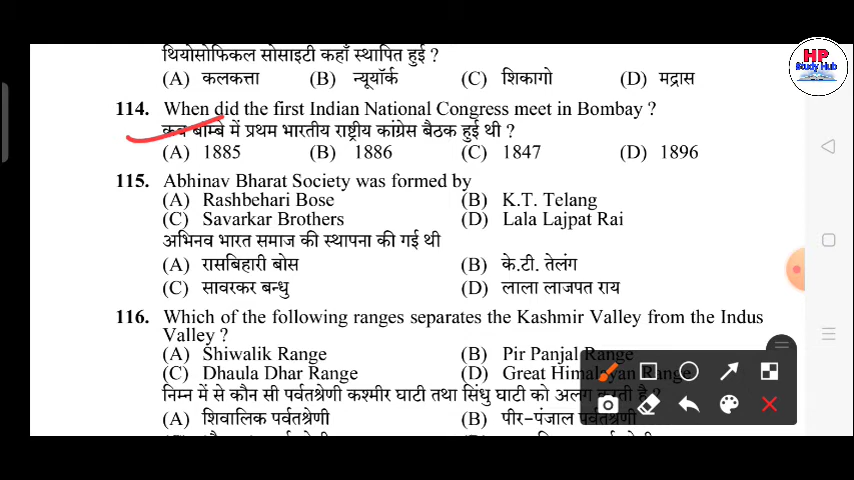 थियोसोफिकल सोसाइटी कहाँ स्थापित हुई ?
(A) कलकत्ता (B) न्यूयॉर्क (C) शिकागो (D) मद्रास
HP
Study Hub
114. When did the first Indian National Congress meet in Bombay ?
कब बाम्बे में प्रथम भारतीय राष्ट्रीय कांग्रेस बैठक हुई थी ?
(A) 1885 (B) 1886 (C) 1847 (D) 1896
115. Abhinav Bharat Society was formed by
(A) Rashbehari Bose (B) K.T. Telang
(C) Savarkar Brothers (D) Lala Lajpat Rai
अभिनव भारत समाज की स्थापना की गई थी
(A) रासबिहारी बोस (B) के.टी. तेलंग
(C) सावरकर बन्धु (D) लाला लाजपत राय
116. Which of the following ranges separates the Kashmir Valley from the Indus
Valley ?
(A) Shiwalik Range (B) Pir Panjal Range
(C) Dhaula Dhar Range (D) Great Himalayan Range
निम्न में से कौन सी पर्वतश्रेणी कश्मीर घाटी तथा सिंधु घाटी को अलग करती है ?
(A) शिवालिक पर्वतश्रेणी (B) पीर-पंजाल पर्वतश्रेणी